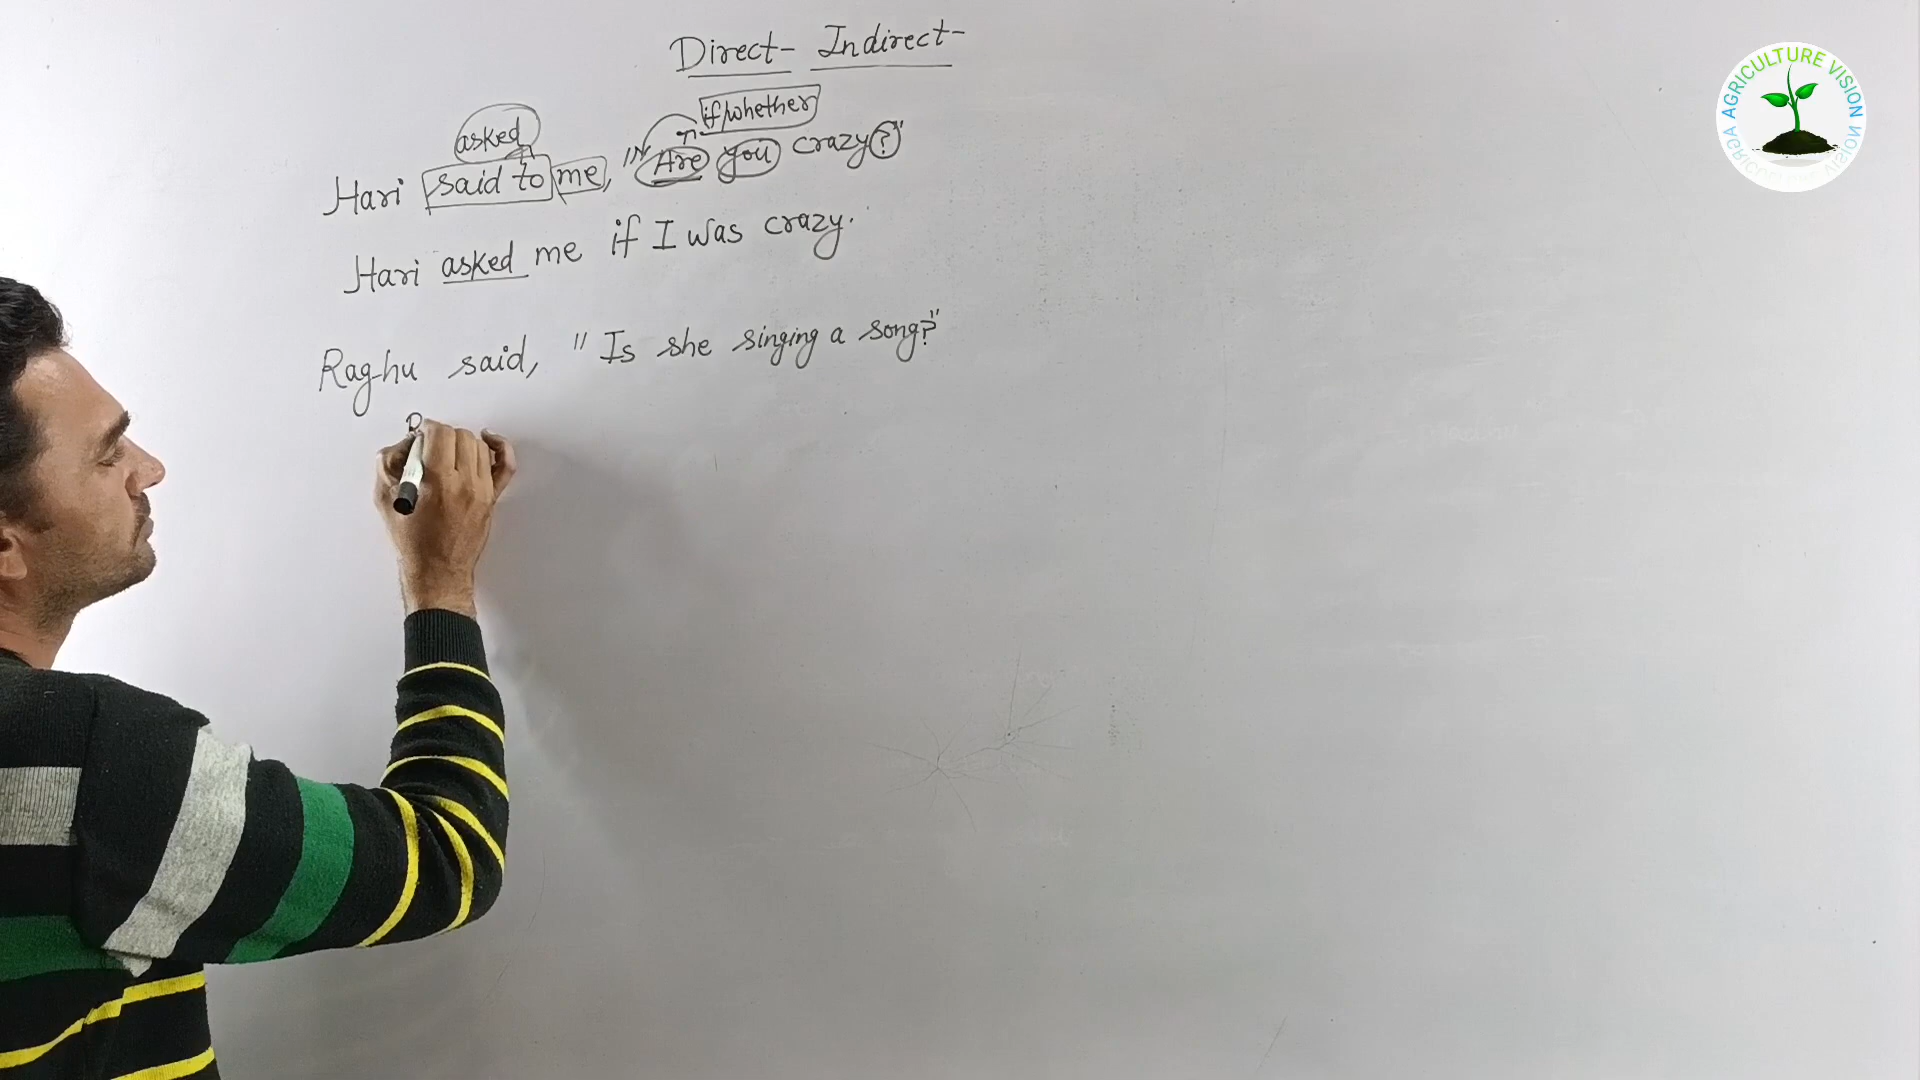 Direct- Indirect-
if/whether
asked
Hari said to me, " Are you crazy?"
Hari asked me if I was crazy.
Raghu said, " Is she singing a song?"
R
AGRICULTURE VISION